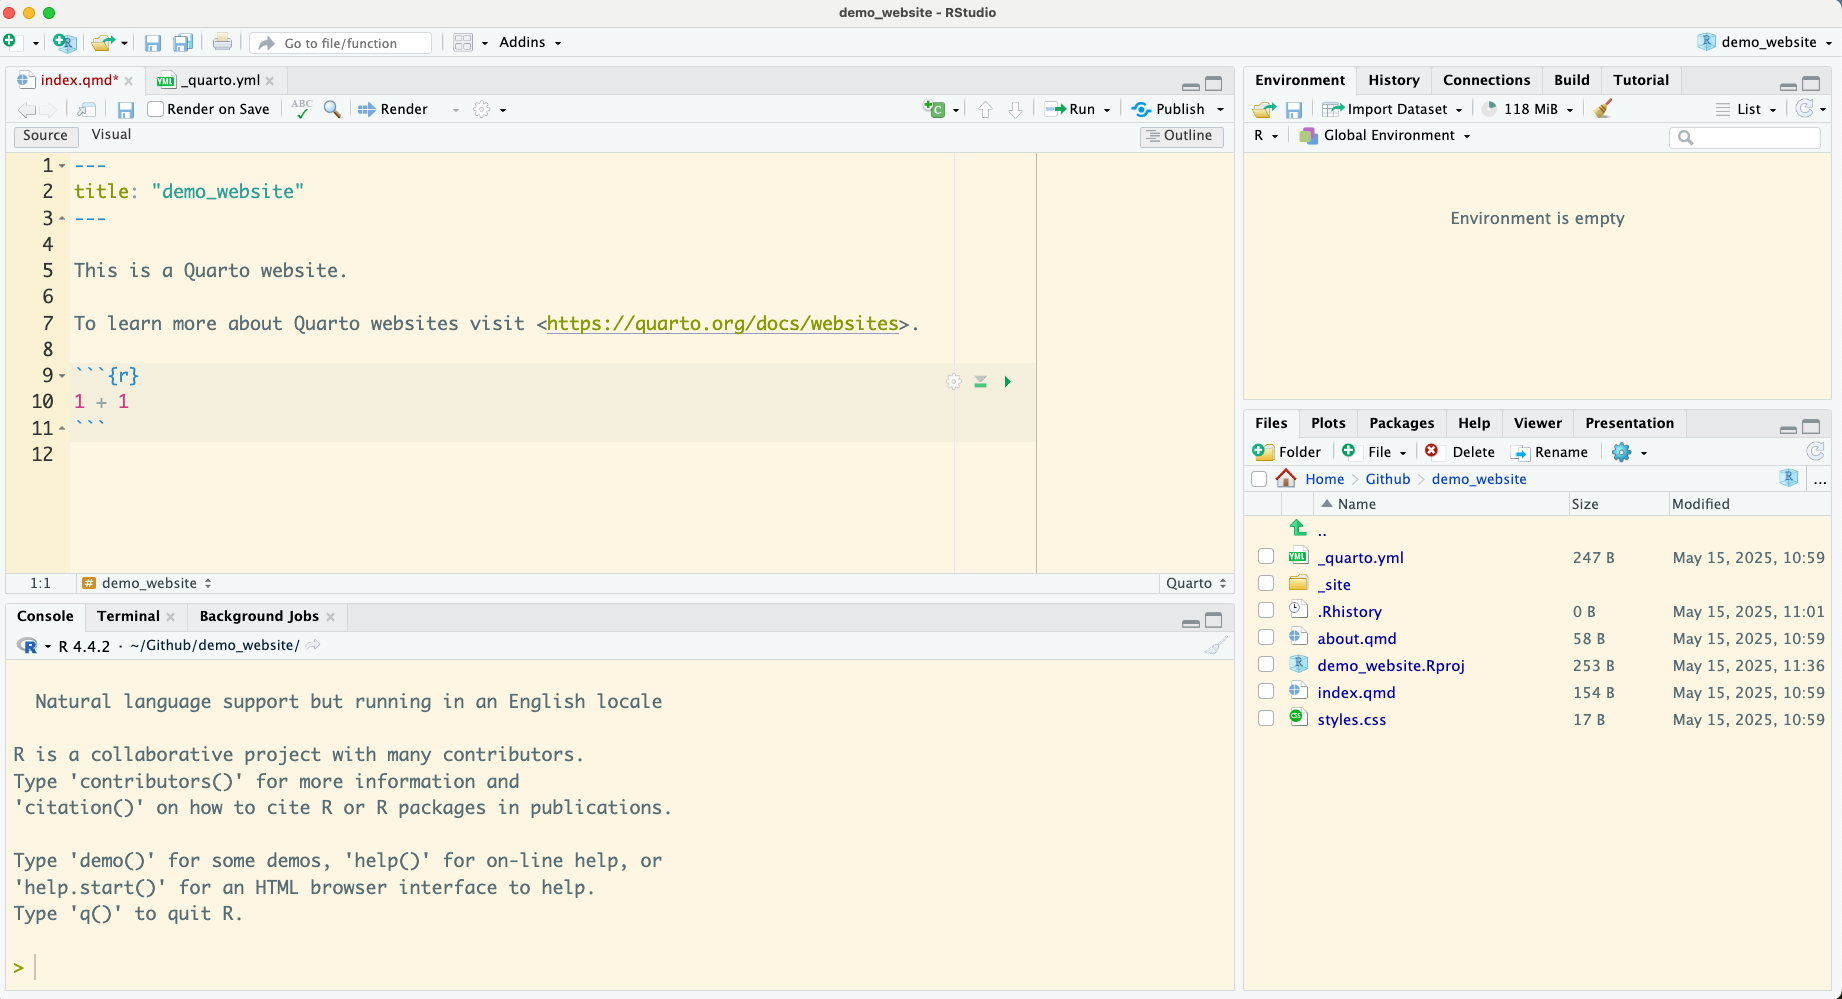 demo_website - RStudio
Go to file/function
Addins
demo_website
index.qmd*
_quarto.yml
Render on Save
ABC
Render
Run
Publish
Source
Visual
Outline
1 ---
2 title: "demo_website"
3 ---
4
5 This is a Quarto website.
6
7 To learn more about Quarto websites visit <https://quarto.org/docs/websites>.
8
9 ```{r}
10 1 + 1
11 ```
12
1:1
# demo_website
Quarto
Console
Terminal
Background Jobs
R 4.4.2 · ~/Github/demo_website/
Natural language support but running in an English locale
R is a collaborative project with many contributors.
Type 'contributors()' for more information and
'citation()' on how to cite R or R packages in publications.
Type 'demo()' for some demos, 'help()' for on-line help, or
'help.start()' for an HTML browser interface to help.
Type 'q()' to quit R.
>
Environment
History
Connections
Build
Tutorial
Import Dataset
118 MiB
List
R
Global Environment
Environment is empty
Files
Plots
Packages
Help
Viewer
Presentation
Folder
File
Delete
Rename
Home
Github
demo_website
...
Name Size Modified
..
YML _quarto.yml 247 B May 15, 2025, 10:59
_site
.Rhistory 0 B May 15, 2025, 11:01
about.qmd 58 B May 15, 2025, 10:59
demo_website.Rproj 253 B May 15, 2025, 11:36
index.qmd 154 B May 15, 2025, 10:59
CSS styles.css 17 B May 15, 2025, 10:59